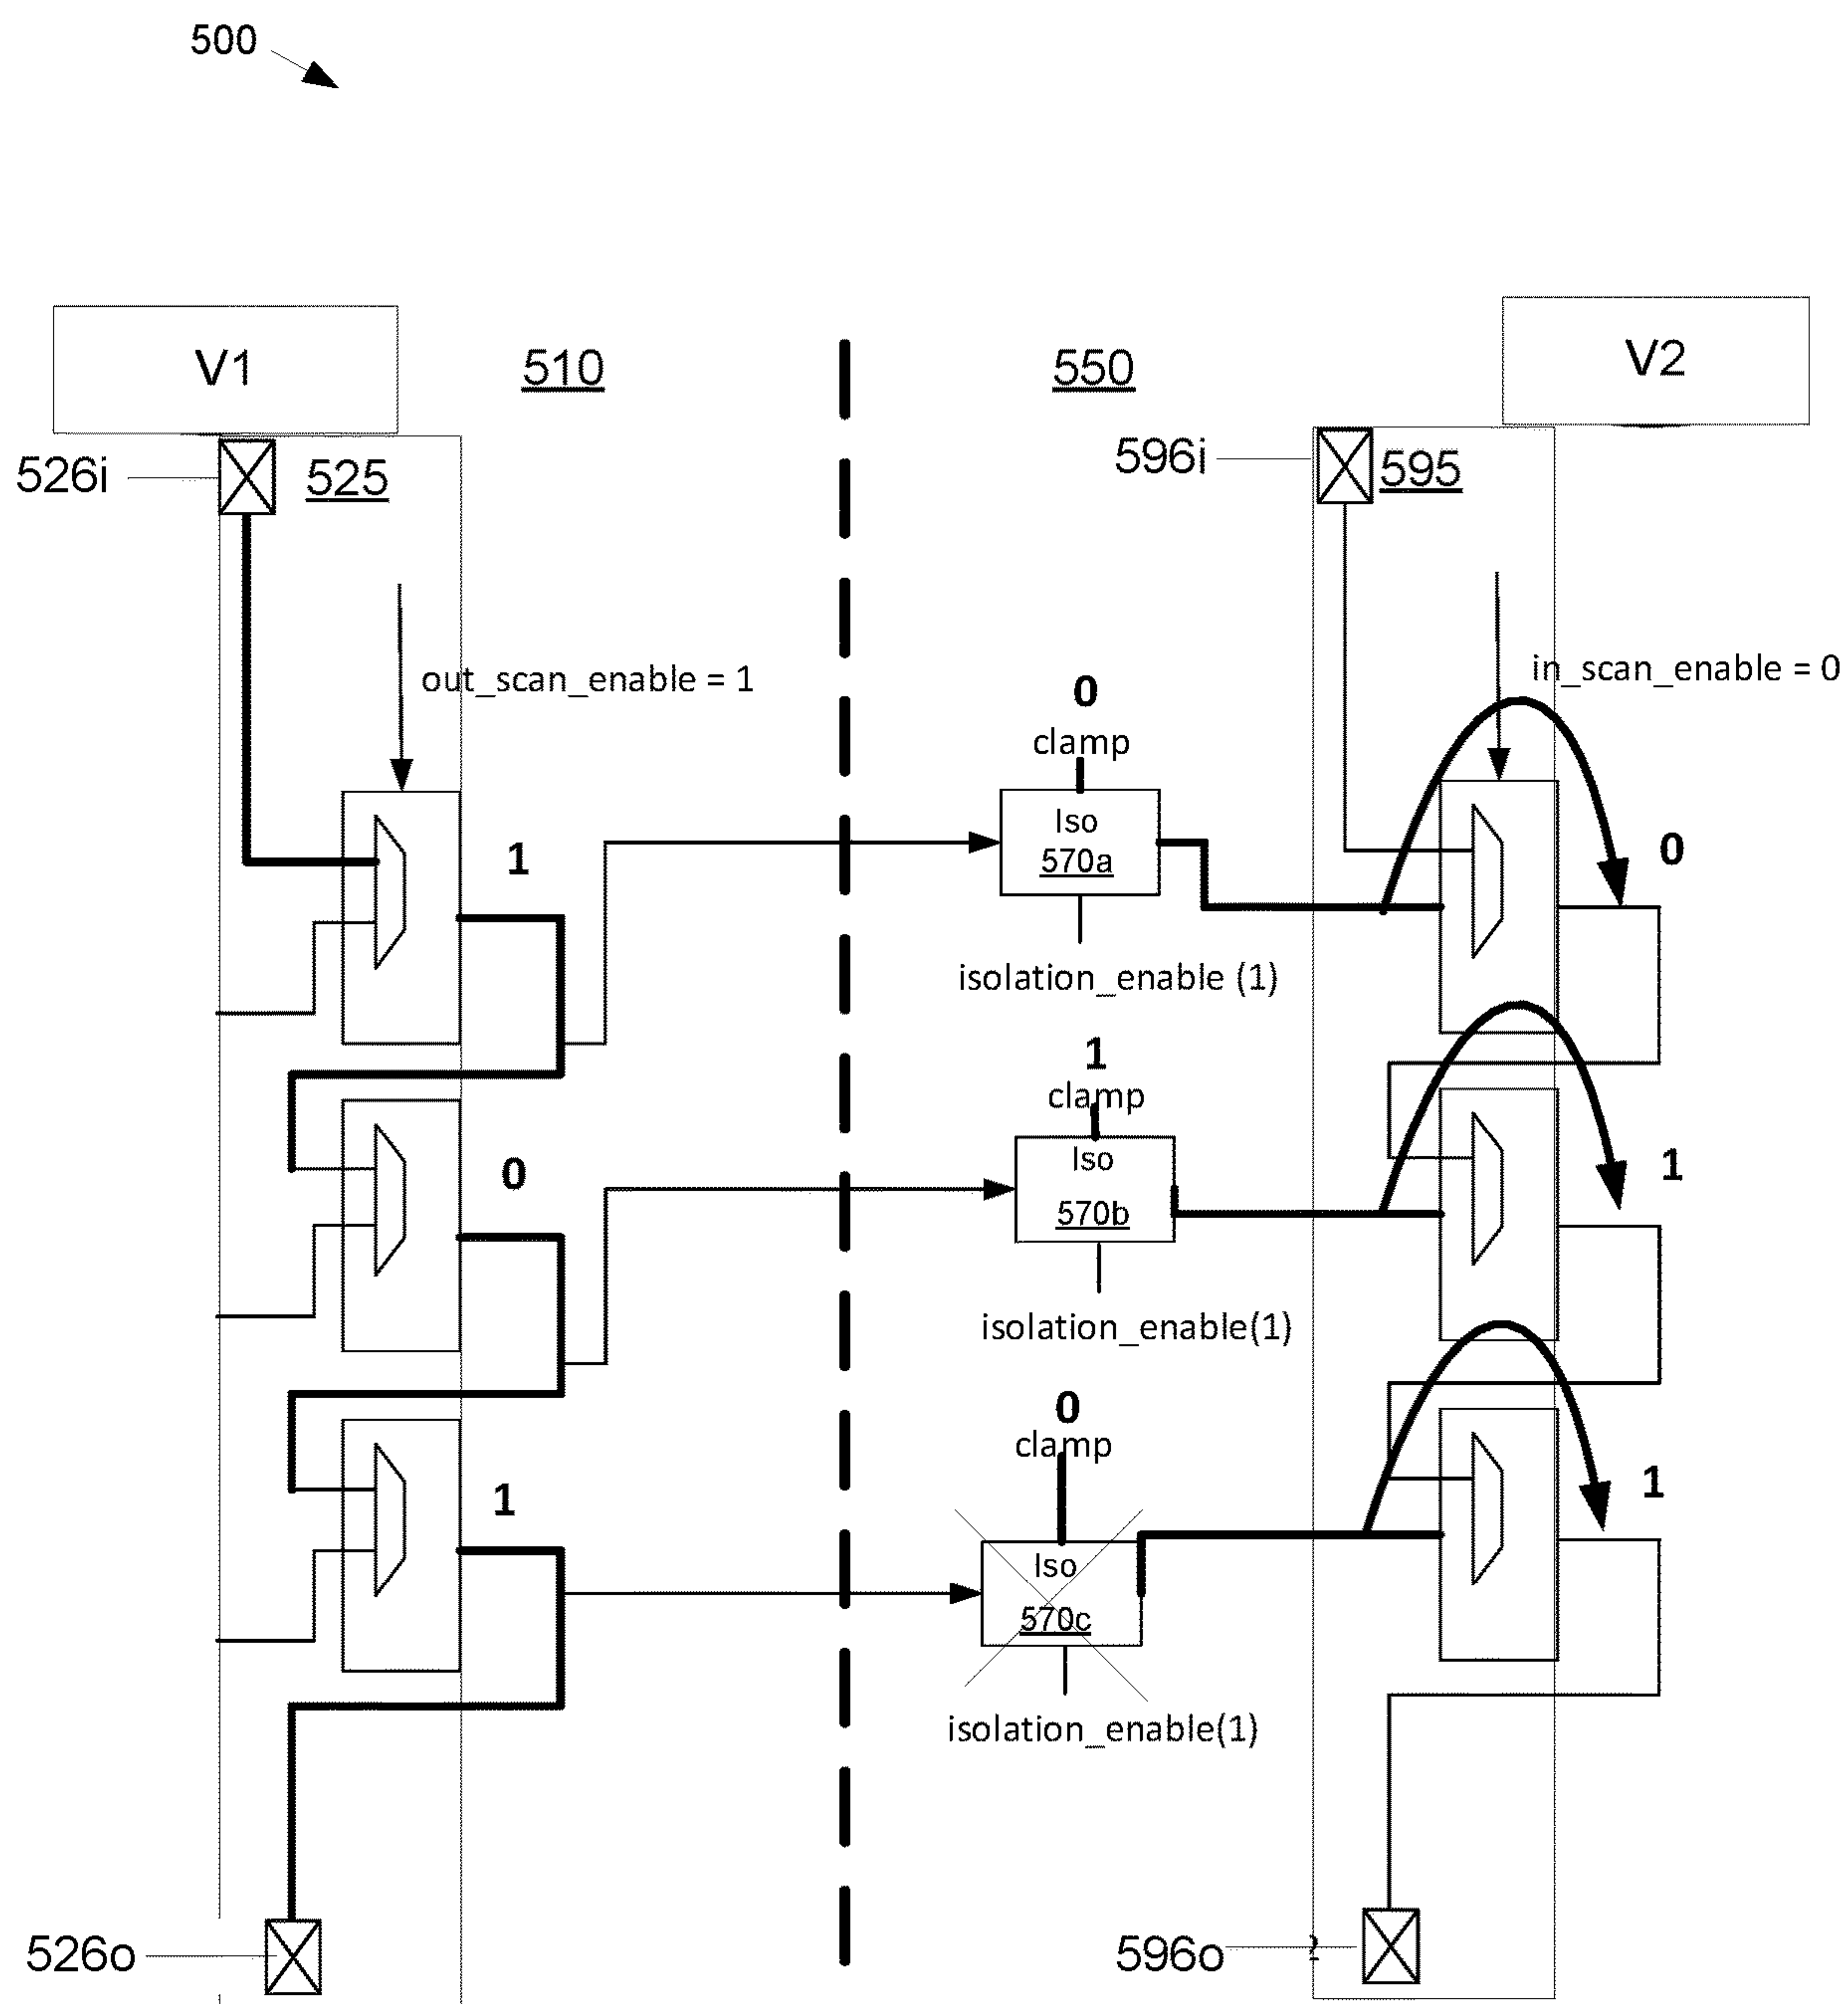 500
V1
510
550
V2
526i
525
596i
595
out_scan_enable = 1
in_scan_enable = 0
0
clamp
Iso
570a
isolation_enable (1)
1
0
1
clamp
Iso
570b
isolation_enable(1)
0
1
0
clamp
Iso
570c
isolation_enable(1)
1
1
526o
596o
2